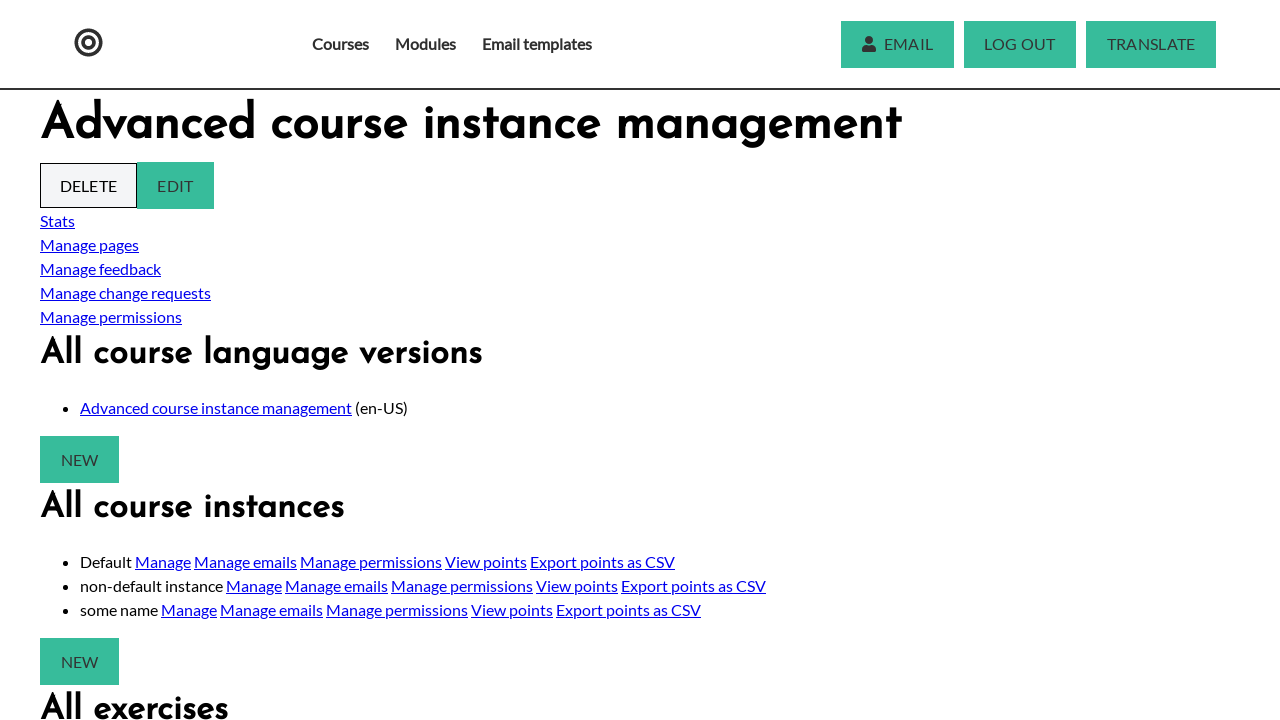 Courses Modules Email templates EMAIL LOG OUT TRANSLATE
Advanced course instance management
DELETE EDIT
Stats
Manage pages
Manage feedback
Manage change requests
Manage permissions
All course language versions
Advanced course instance management (en-US)
NEW
All course instances
Default Manage Manage emails Manage permissions View points Export points as CSV
non-default instance Manage Manage emails Manage permissions View points Export points as CSV
some name Manage Manage emails Manage permissions View points Export points as CSV
NEW
All exercises